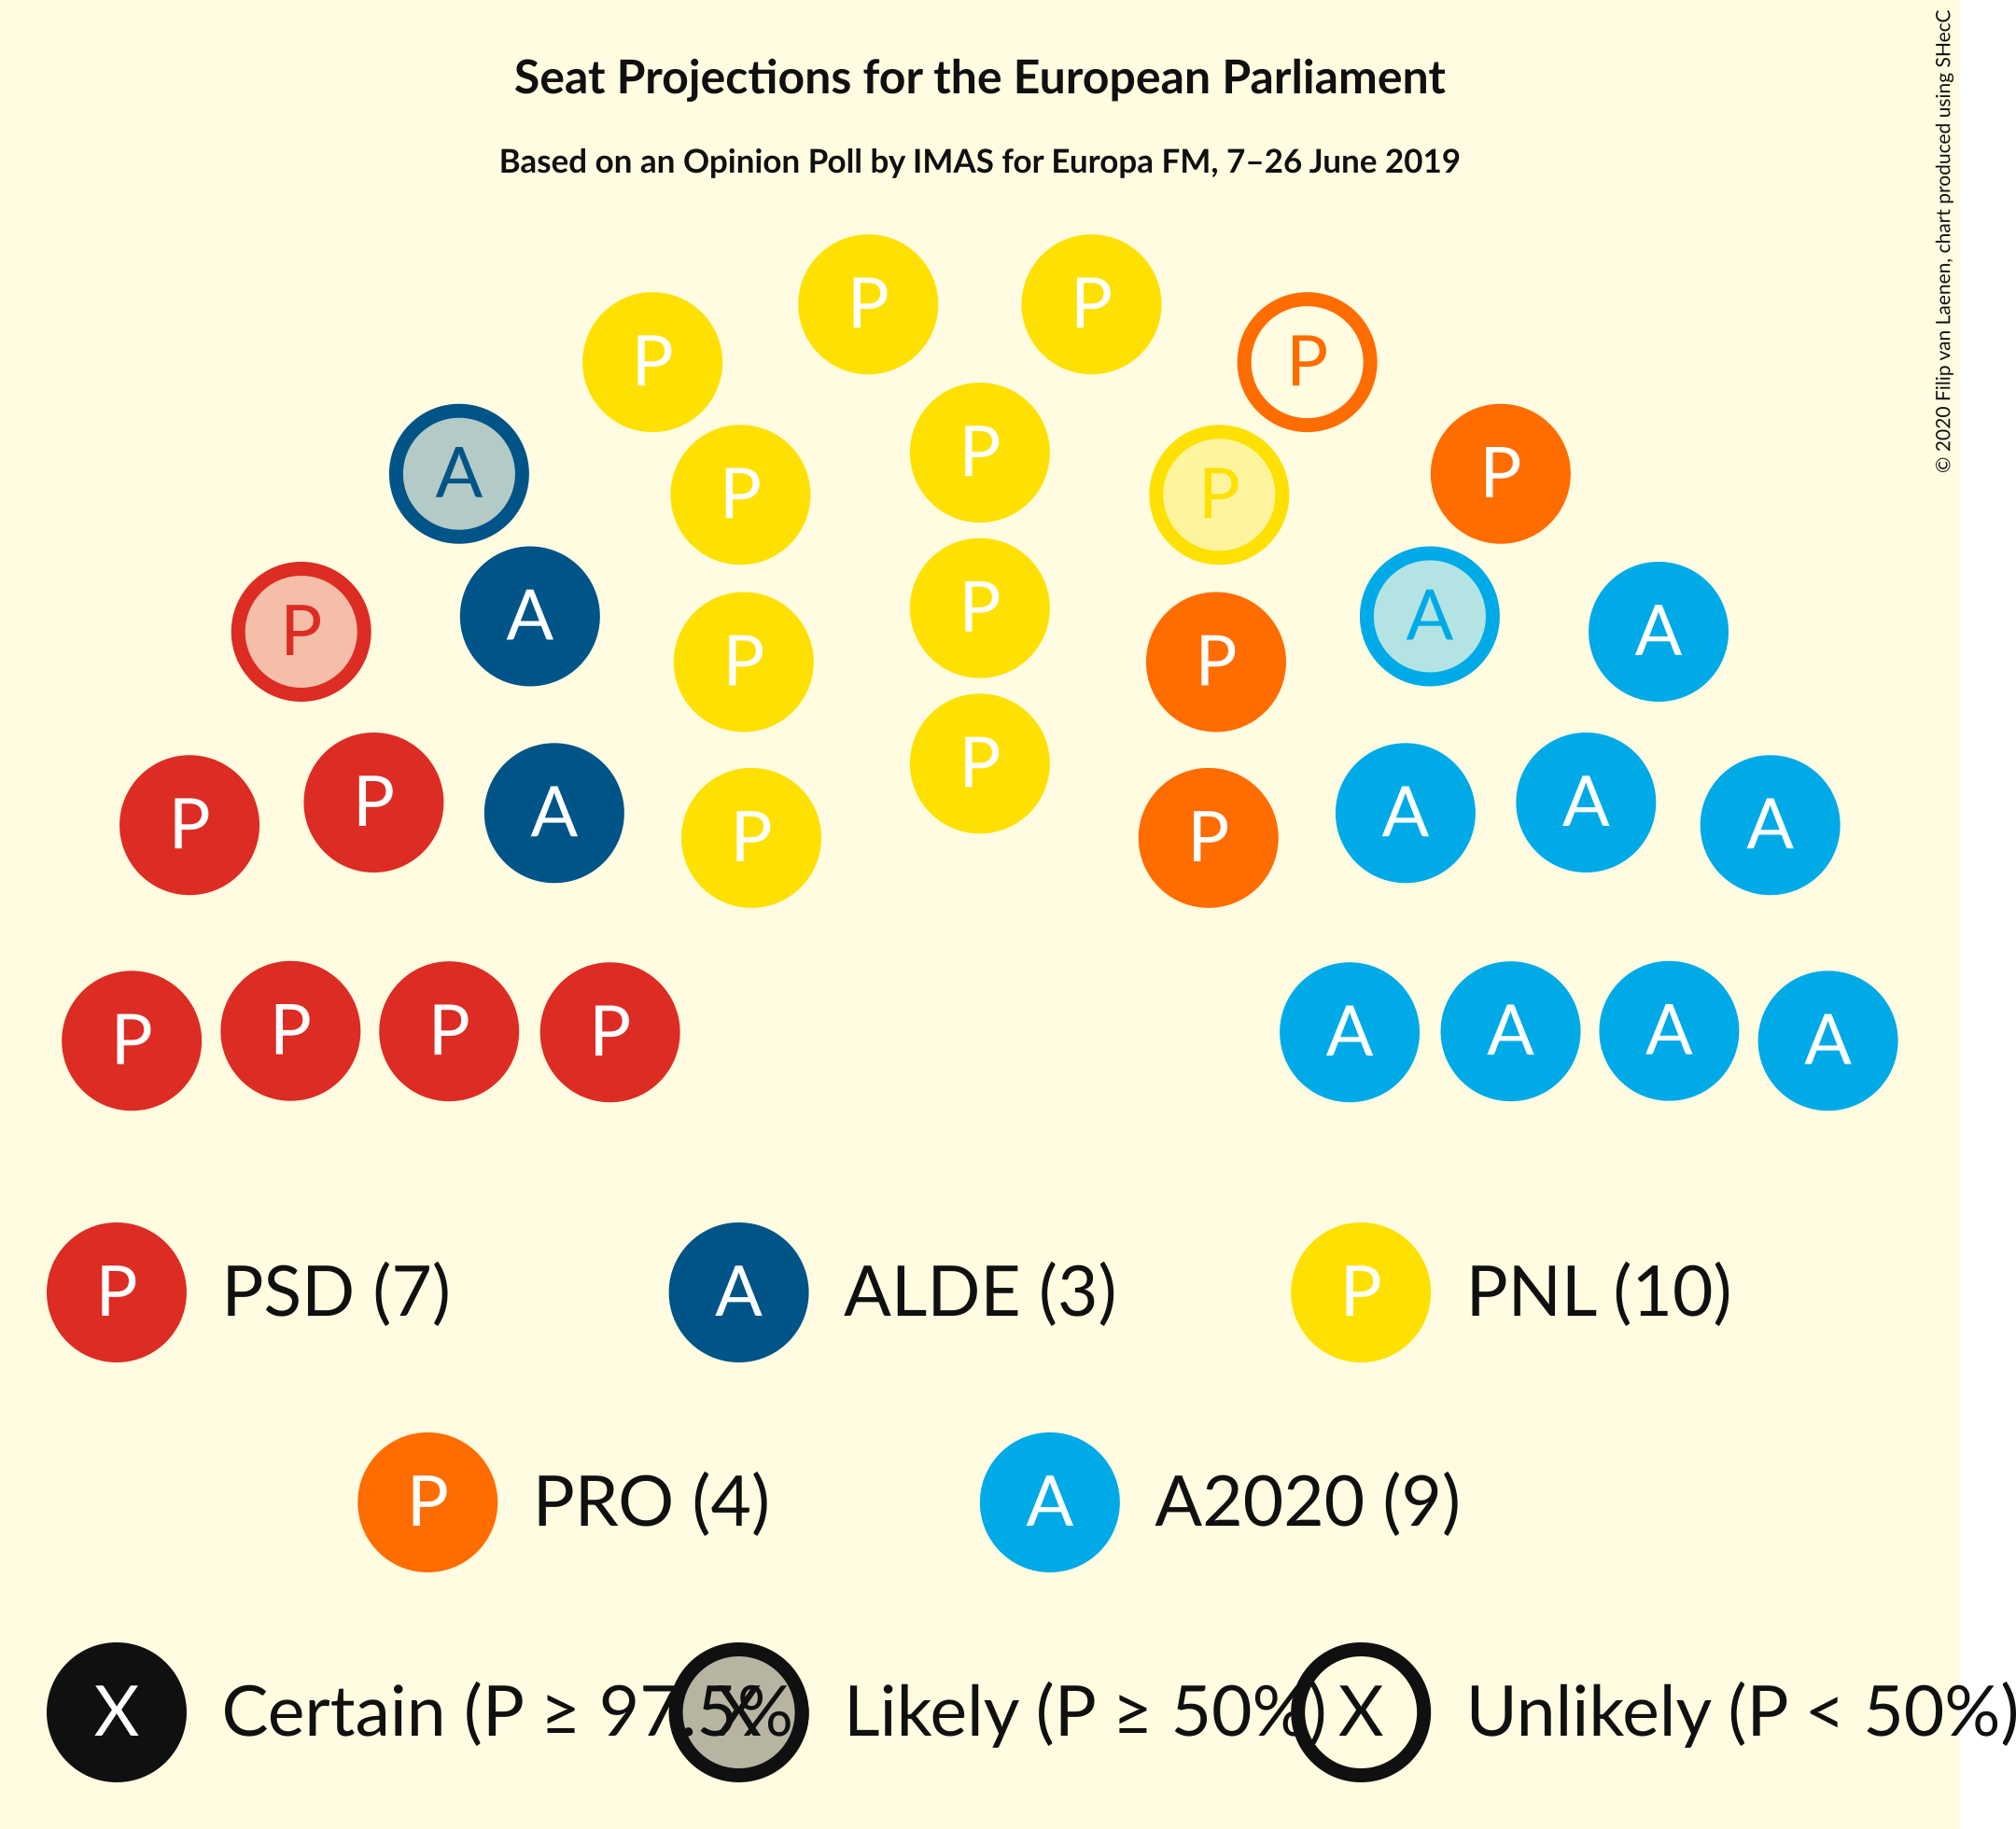 Seat Projections for the European Parliament
Based on an Opinion Poll by IMAS for Europa FM, 7–26 June 2019
© 2020 Filip van Laenen, chart produced using SHecC
P P
P P
P
A P P P P
P A P A A
P P
P P A P P A A A
P P P P A A A A
P PSD (7) A ALDE (3) P PNL (10)
P PRO (4) A A2020 (9)
X Certain (P ≥ 97.5% X Likely (P ≥ 50%) X Unlikely (P < 50%)